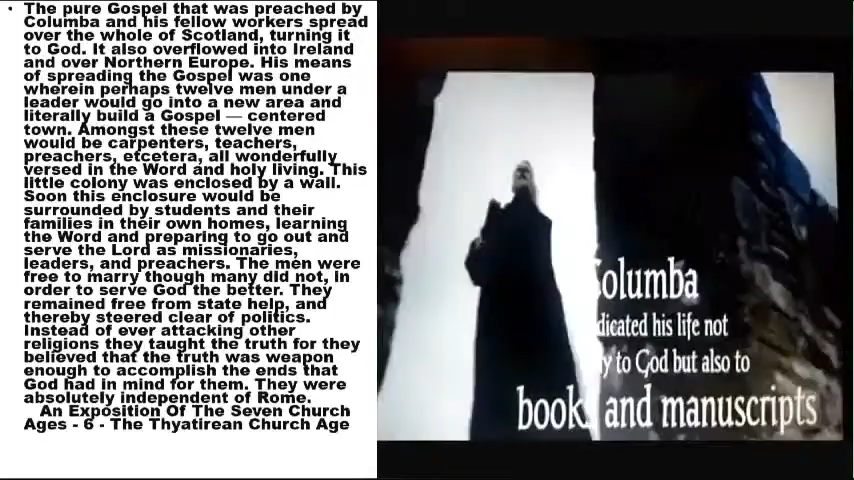 • The pure Gospel that was preached by
Columba and his fellow workers spread
over the whole of Scotland, turning it
to God. It also overflowed into Ireland
and over Northern Europe. His means
of spreading the Gospel was one
wherein perhaps twelve men under a
leader would go into a new area and
literally build a Gospel — centered
town. Amongst these twelve men
would be carpenters, teachers,
preachers, etcetera, all wonderfully
versed in the Word and holy living. This
little colony was enclosed by a wall.
Soon this enclosure would be
surrounded by students and their
families in their own homes, learning
the Word and preparing to go out and
serve the Lord as missionaries,
leaders, and preachers. The men were
free to marry though many did not, in
order to serve God the better. They
remained free from state help, and
thereby steered clear of politics.
Instead of ever attacking other
religions they taught the truth for they
believed that the truth was weapon
enough to accomplish the ends that
God had in mind for them. They were
absolutely independent of Rome.
An Exposition Of The Seven Church
Ages - 6 - The Thyatirean Church Age
Columba
dicated his life not
y to God but also to
books and manuscripts